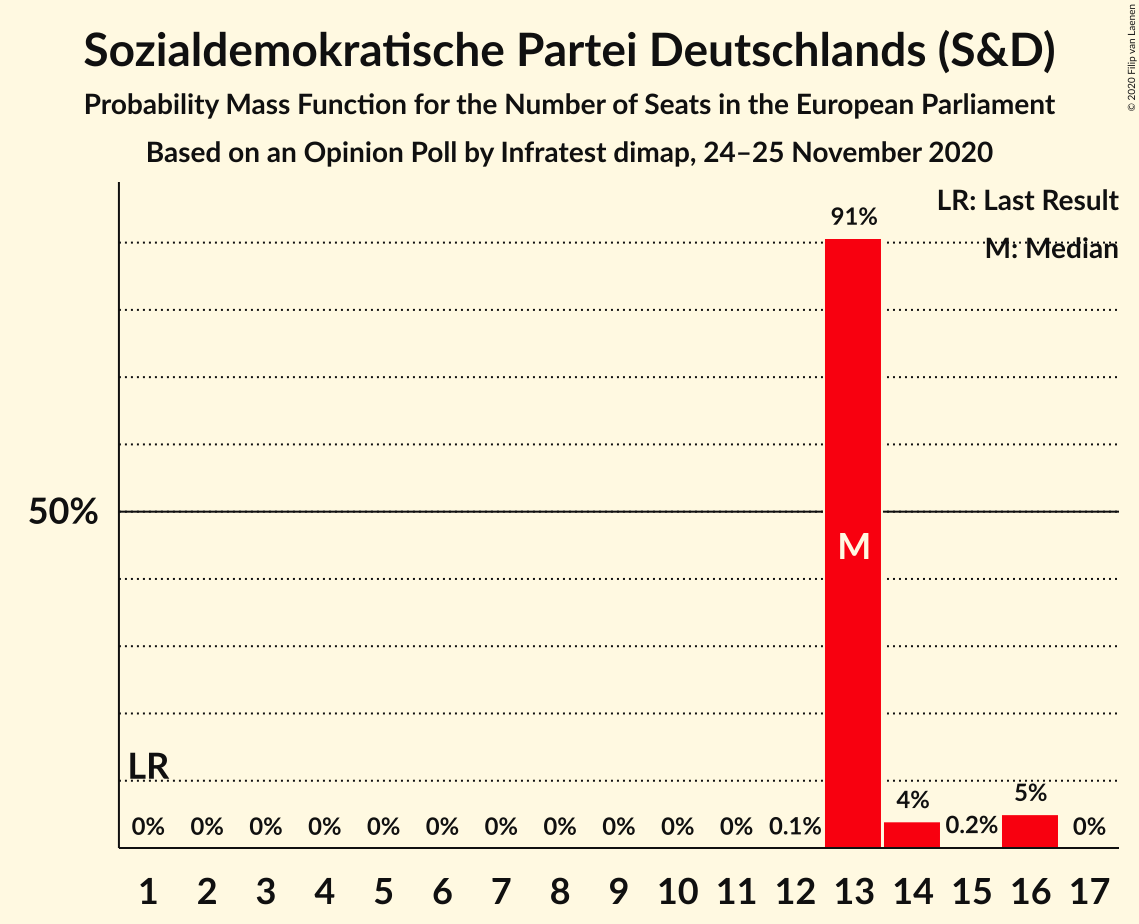 Sozialdemokratische Partei Deutschlands (S&D)
Probability Mass Function for the Number of Seats in the European Parliament
Based on an Opinion Poll by Infratest dimap, 24–25 November 2020
© 2020 Filip van Laenen
LR: Last Result
M: Median
91%
50%
M
LR
0% 0% 0% 0% 0% 0% 0% 0% 0% 0% 0% 0.1% 4% 0.2% 5% 0%
1 2 3 4 5 6 7 8 9 10 11 12 13 14 15 16 17